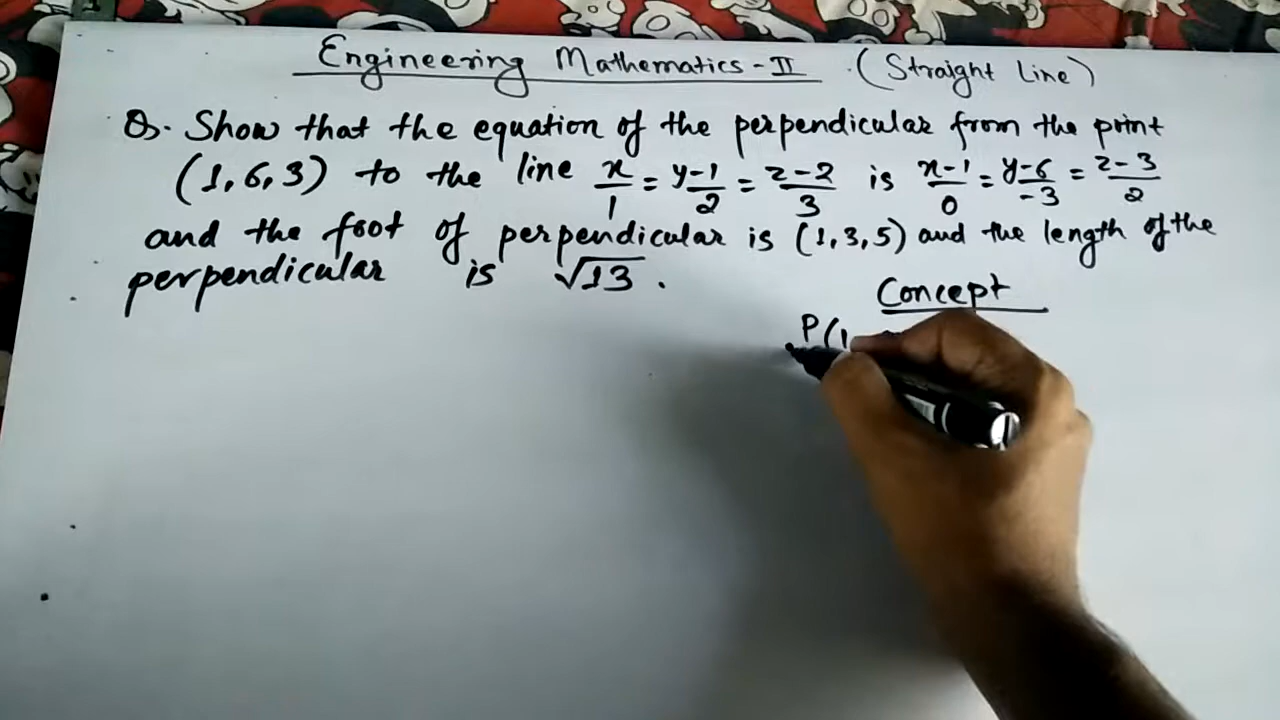 Engineering Mathematics-II (Straight Line)
Q. Show that the equation of the perpendicular from the point
(1,6,3) to the line x/1 = y-1/2 = z-2/3 is x-1/0 = y-6/-3 = z-3/2
and the foot of perpendicular is (1,3,5) and the length of the
perpendicular is √13.
Concept
P(1